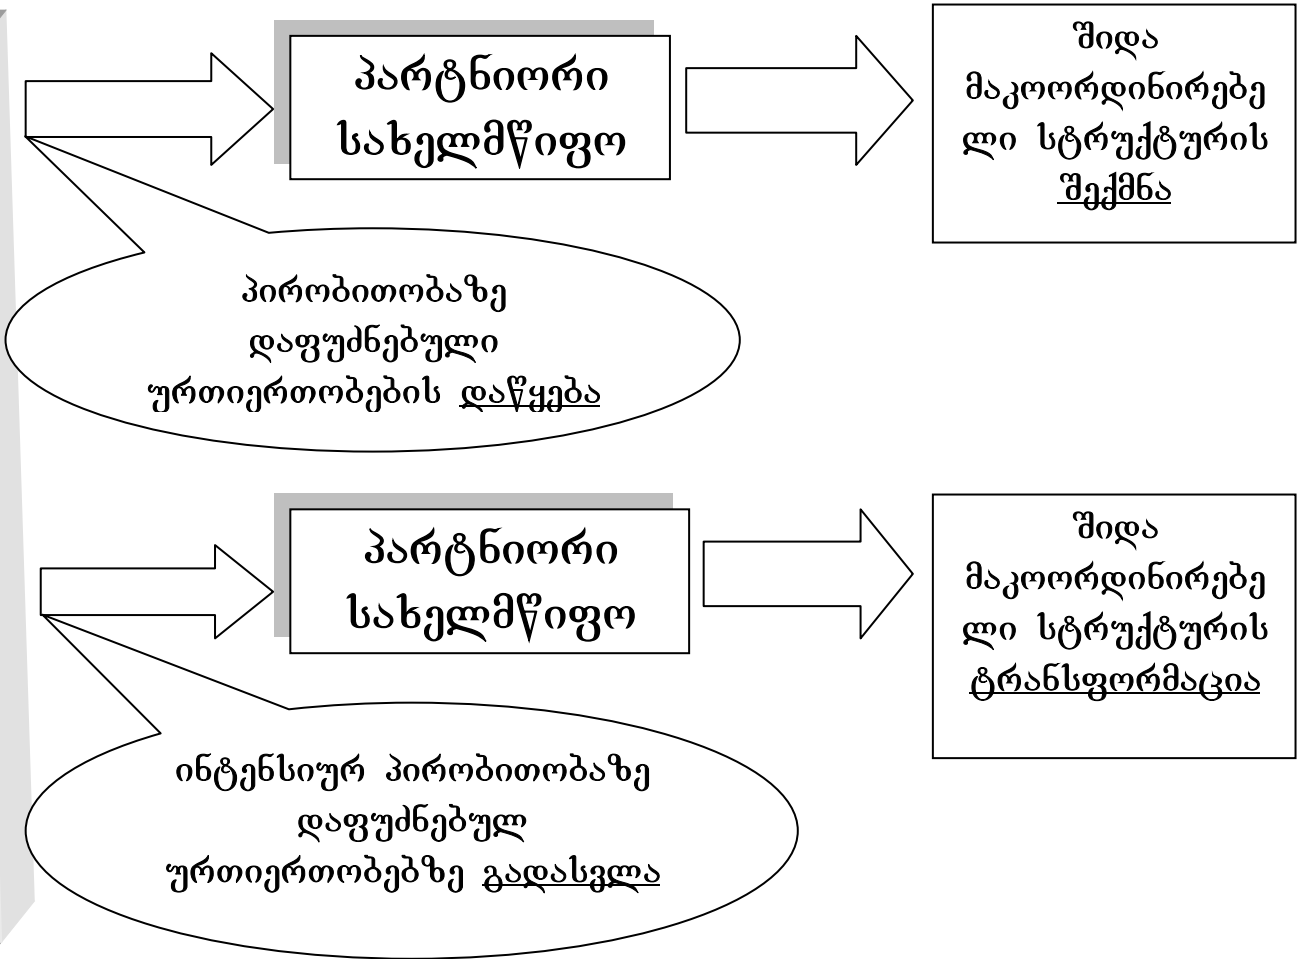 პარტნიორი
სახელმწიფო
შიდა
მაკოორდინირებე
ლი სტრუქტურის
შექმნა
პირობითობაზე
დაფუძნებული
ურთიერთობების დაწყება
პარტნიორი
სახელმწიფო
შიდა
მაკოორდინირებე
ლი სტრუქტურის
ტრანსფორმაცია
ინტენსიურ პირობითობაზე
დაფუძნებულ
ურთიერთობებზე გადასვლა